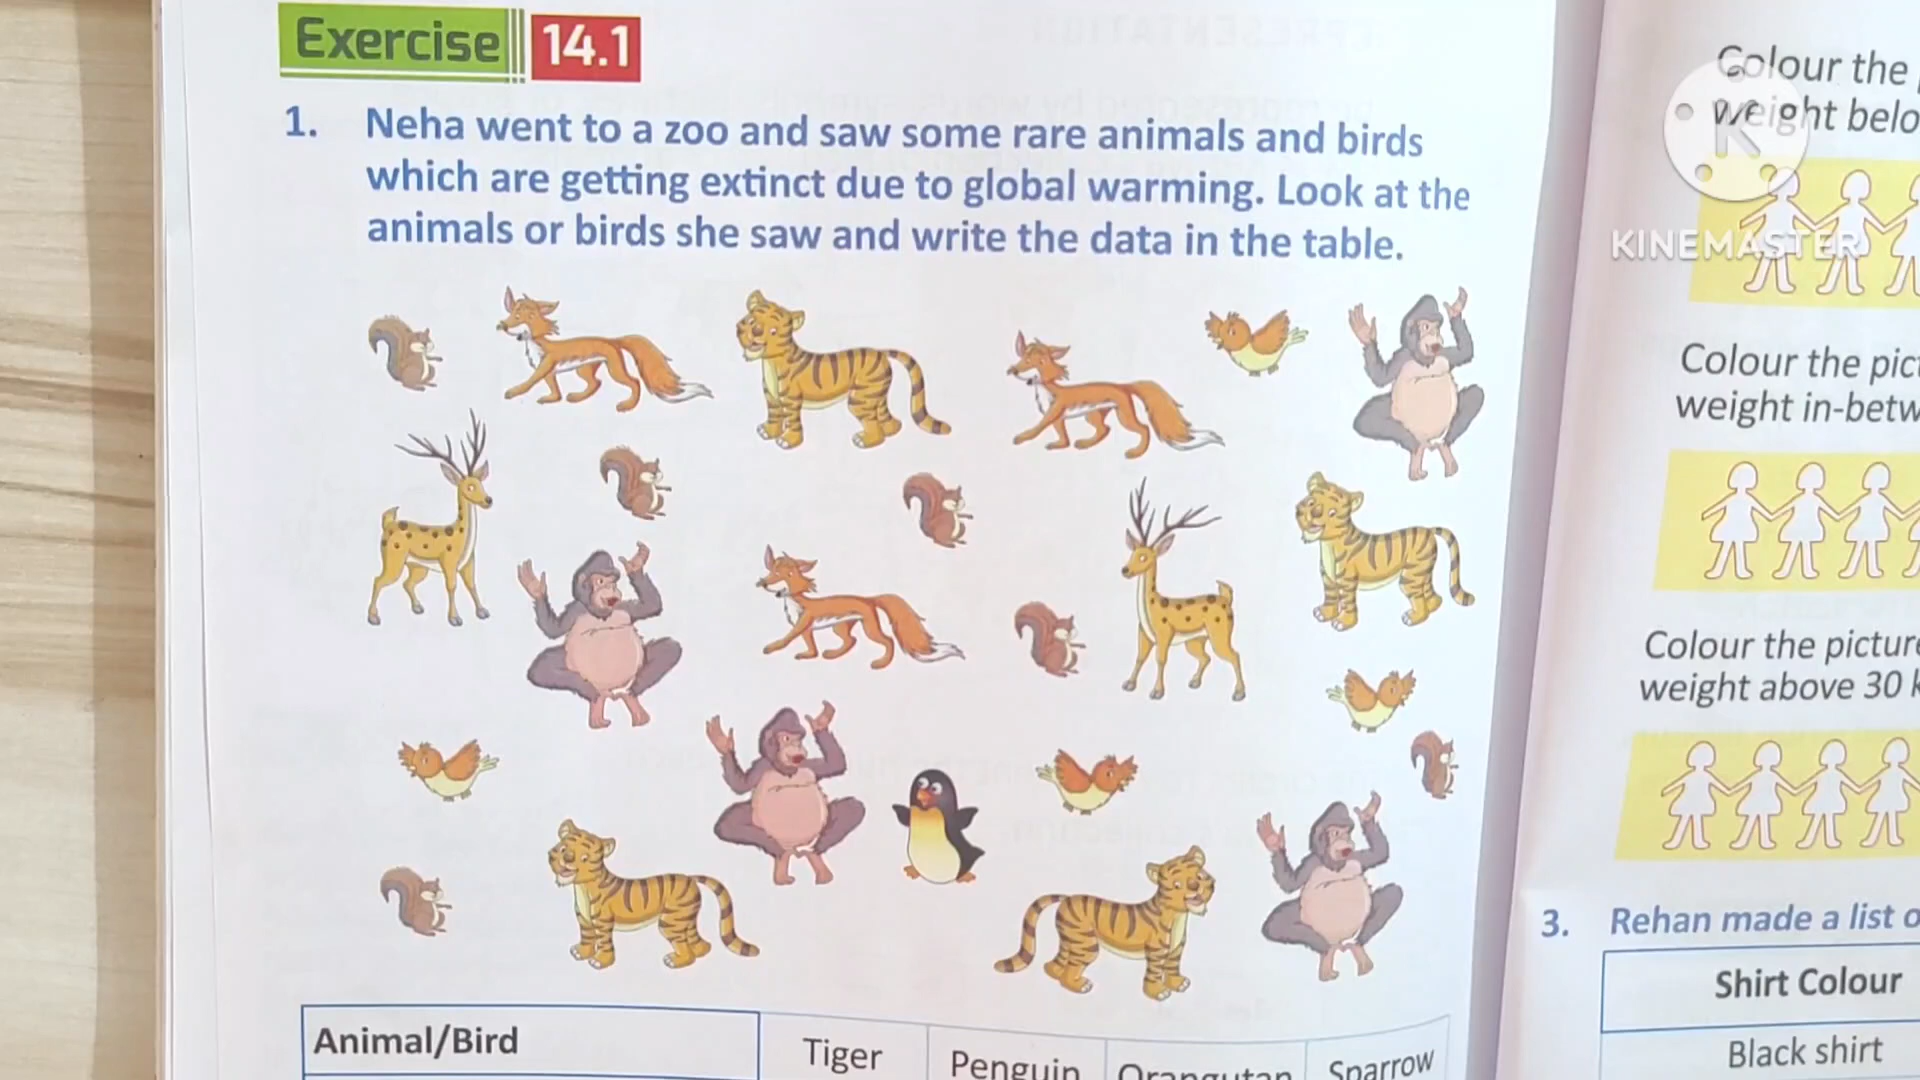 Exercise 14.1
1. Neha went to a zoo and saw some rare animals and birds
which are getting extinct due to global warming. Look at the
animals or birds she saw and write the data in the table.
Animal/Bird Tiger Penguin Orangutan Sparrow
Colour the
weight belo
KINEMASTER
Colour the pict
weight in-betw
Colour the picture
weight above 30 k
3. Rehan made a list o
Shirt Colour
Black shirt